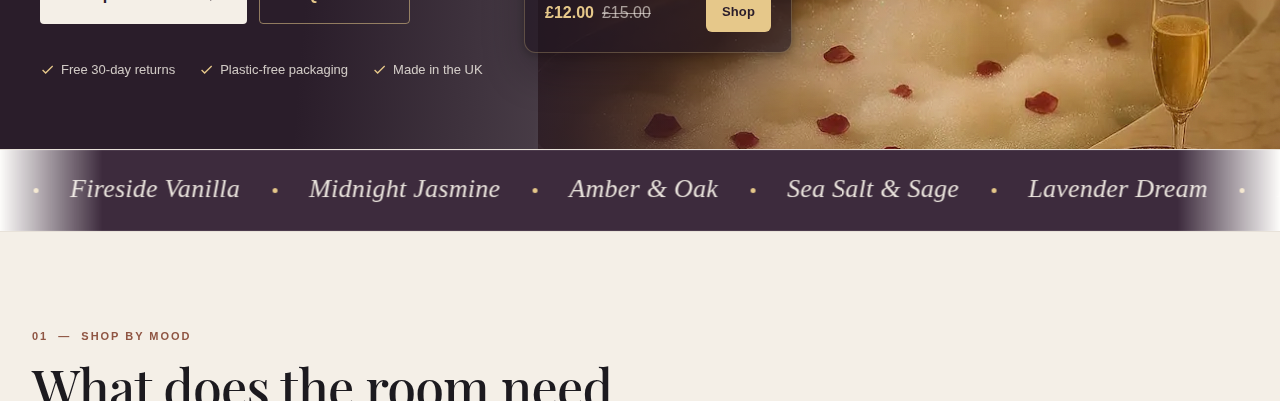 £12.00 £15.00
Shop
Free 30-day returns
Plastic-free packaging
Made in the UK
Fireside Vanilla • Midnight Jasmine • Amber & Oak • Sea Salt & Sage • Lavender Dream •
01 — SHOP BY MOOD
What does the room need